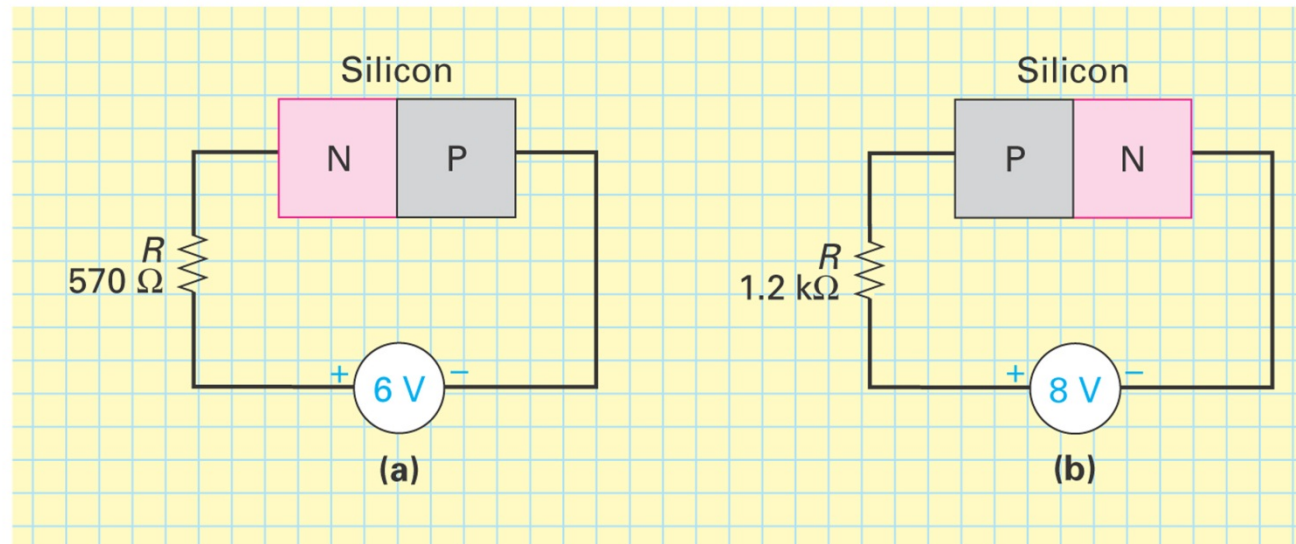 Silicon
N P
R
570 Ω
+ 6 V −
(a)
Silicon
P N
R
1.2 kΩ
+ 8 V −
(b)